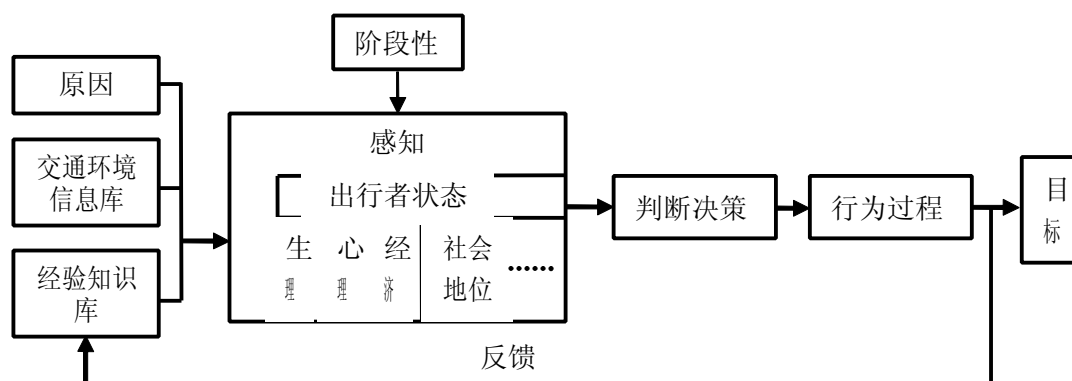 阶段性
原因
交通环境
信息库
经验知识
库
感知
出行者状态
生 心 经 社会
理 理 济 地位
……
判断决策
行为过程
目
标
反馈